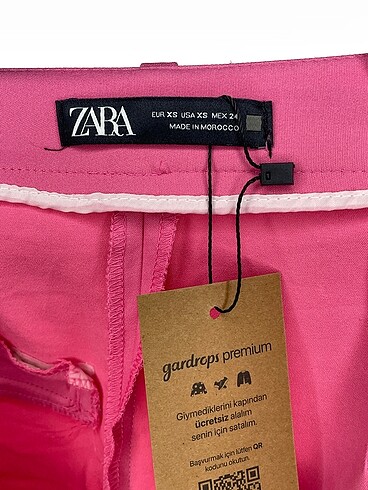 ZARA
EUR XS USA XS MEX 24
MADE IN MOROCCO
gardrops premium
Giymediklerini kapından
ücretsiz alalım
senin için satalım.
Başvurmak için lütfen QR
kodunu okutun.